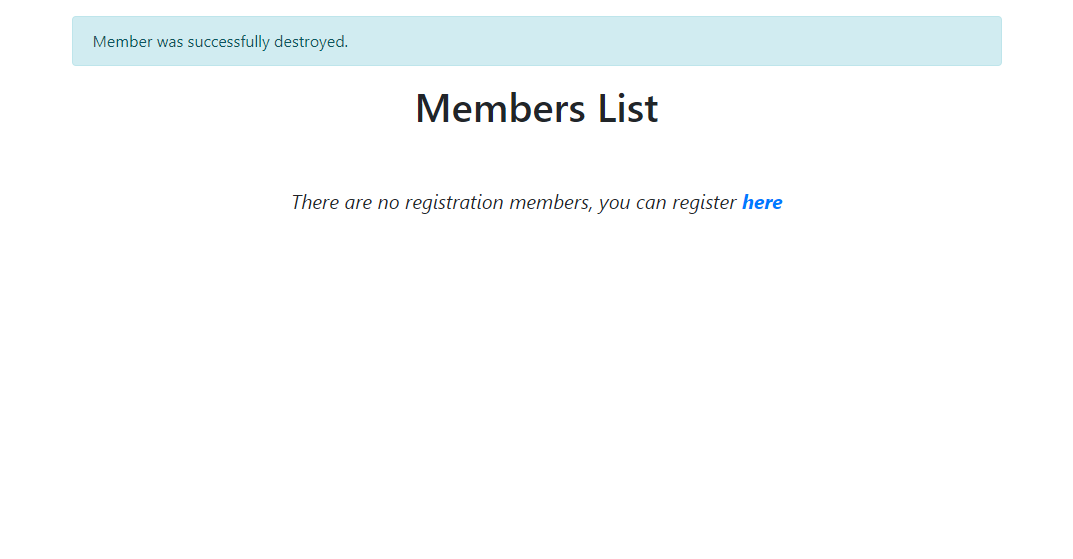 Member was successfully destroyed.
Members List
There are no registration members, you can register here